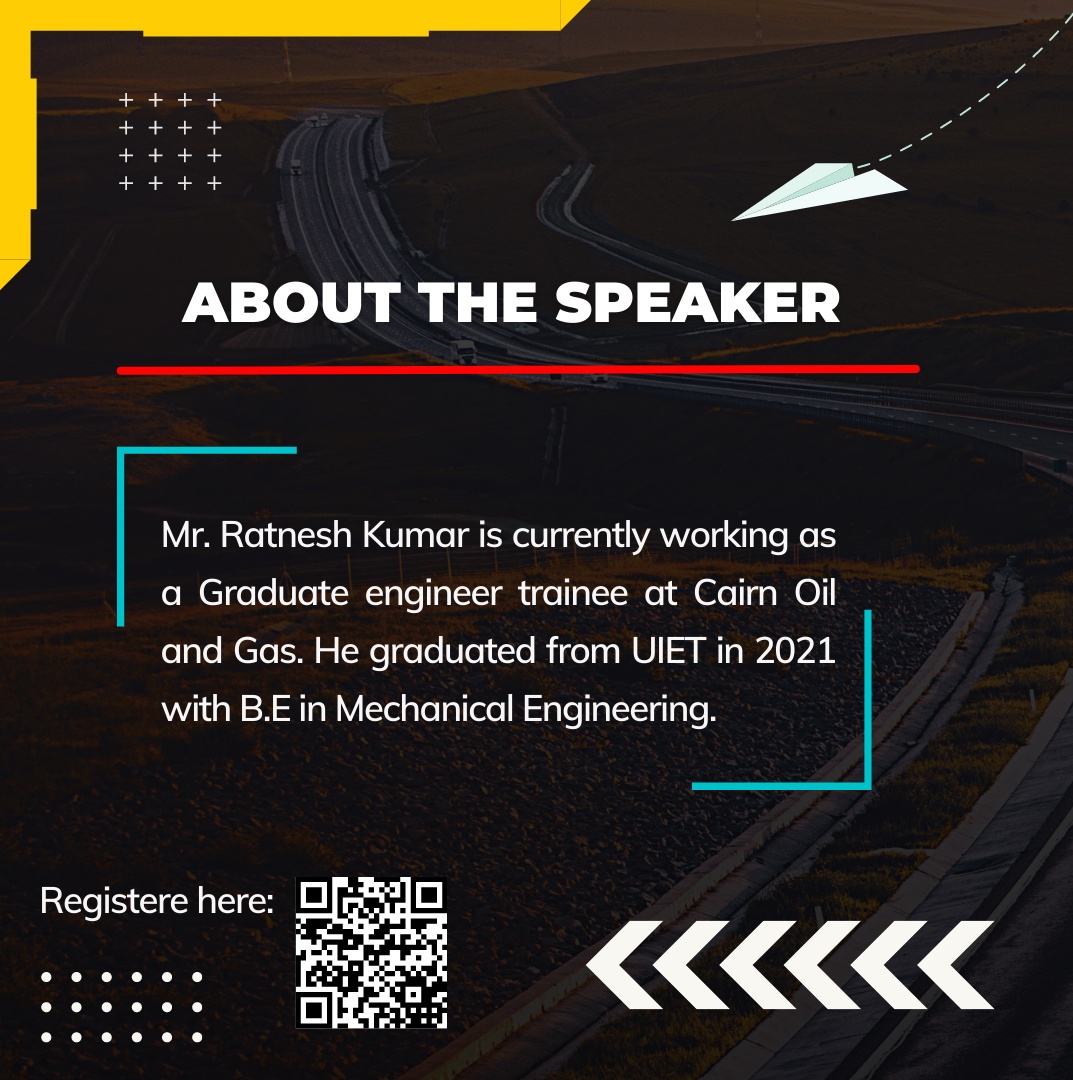 ABOUT THE SPEAKER
Mr. Ratnesh Kumar is currently working as
a Graduate engineer trainee at Cairn Oil
and Gas. He graduated from UIET in 2021
with B.E in Mechanical Engineering.
Registere here: